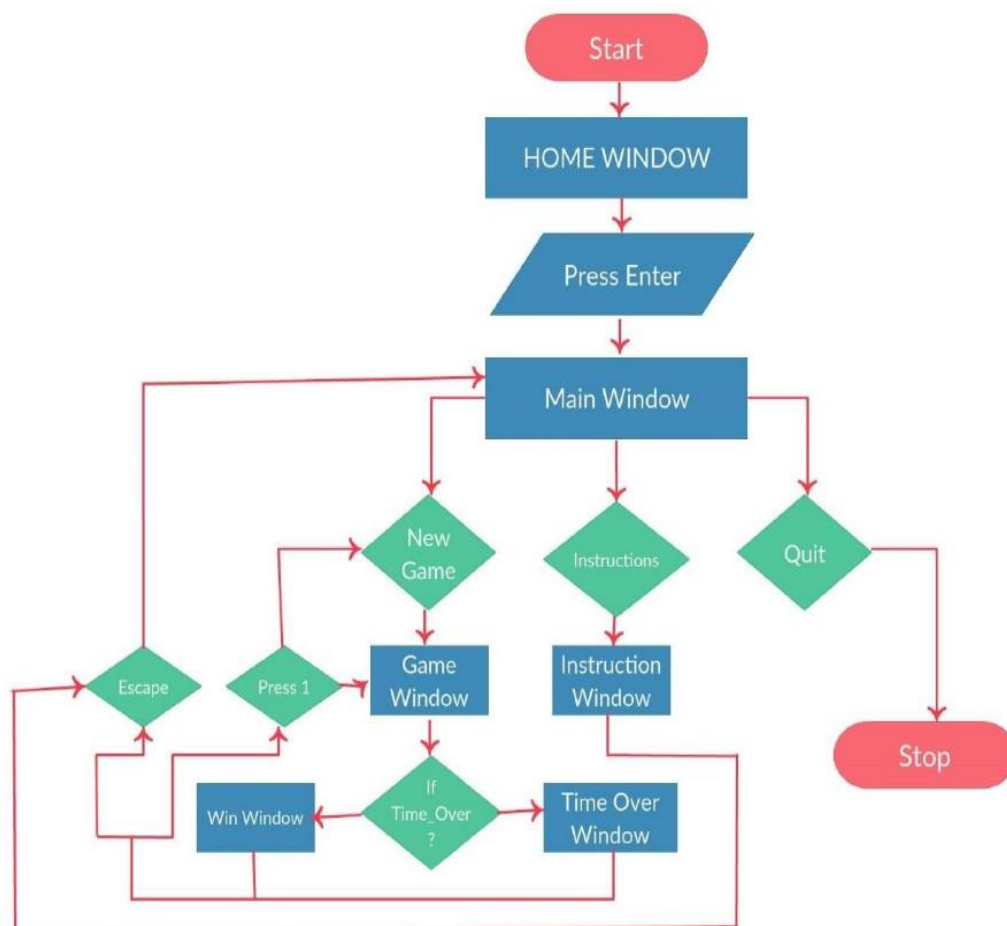 Start
HOME WINDOW
Press Enter
Main Window
New
Game
Instructions
Quit
Escape
Press 1
Game
Window
Instruction
Window
Stop
Win Window
If
Time_Over
?
Time Over
Window